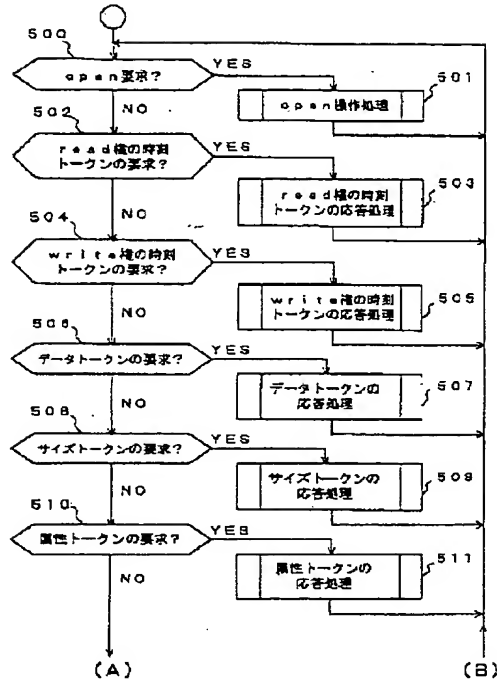 500
open要求?
YES
NO
501
open操作処理
502
read権の時刻
トークンの要求?
YES
NO
503
read権の時刻
トークンの応答処理
504
write権の時刻
トークンの要求?
YES
NO
505
write権の時刻
トークンの応答処理
506
データトークンの要求?
YES
NO
507
データトークンの
応答処理
508
サイズトークンの要求?
YES
NO
509
サイズトークンの
応答処理
510
属性トークンの要求?
YES
NO
511
属性トークンの
応答処理
(A)
(B)